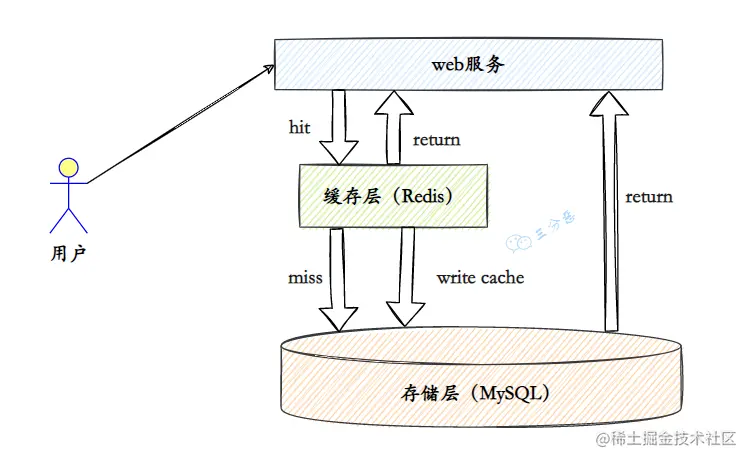 web服务
hit
return
缓存层（Redis）
三分恶
return
用户
miss
write cache
存储层（MySQL）
@稀土掘金技术社区